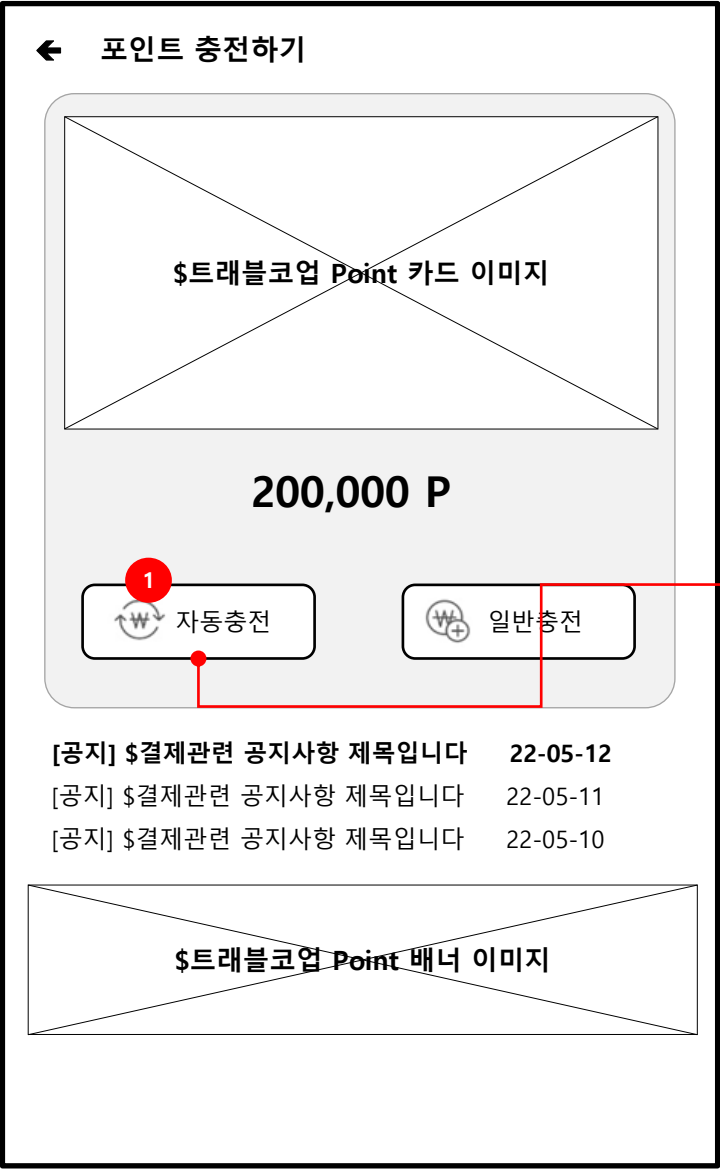 포인트 충전하기
$트래블코업 Point 카드 이미지
200,000 P
1
자동충전
일반충전
[공지] $결제관련 공지사항 제목입니다 22-05-12
[공지] $결제관련 공지사항 제목입니다 22-05-11
[공지] $결제관련 공지사항 제목입니다 22-05-10
$트래블코업 Point 배너 이미지